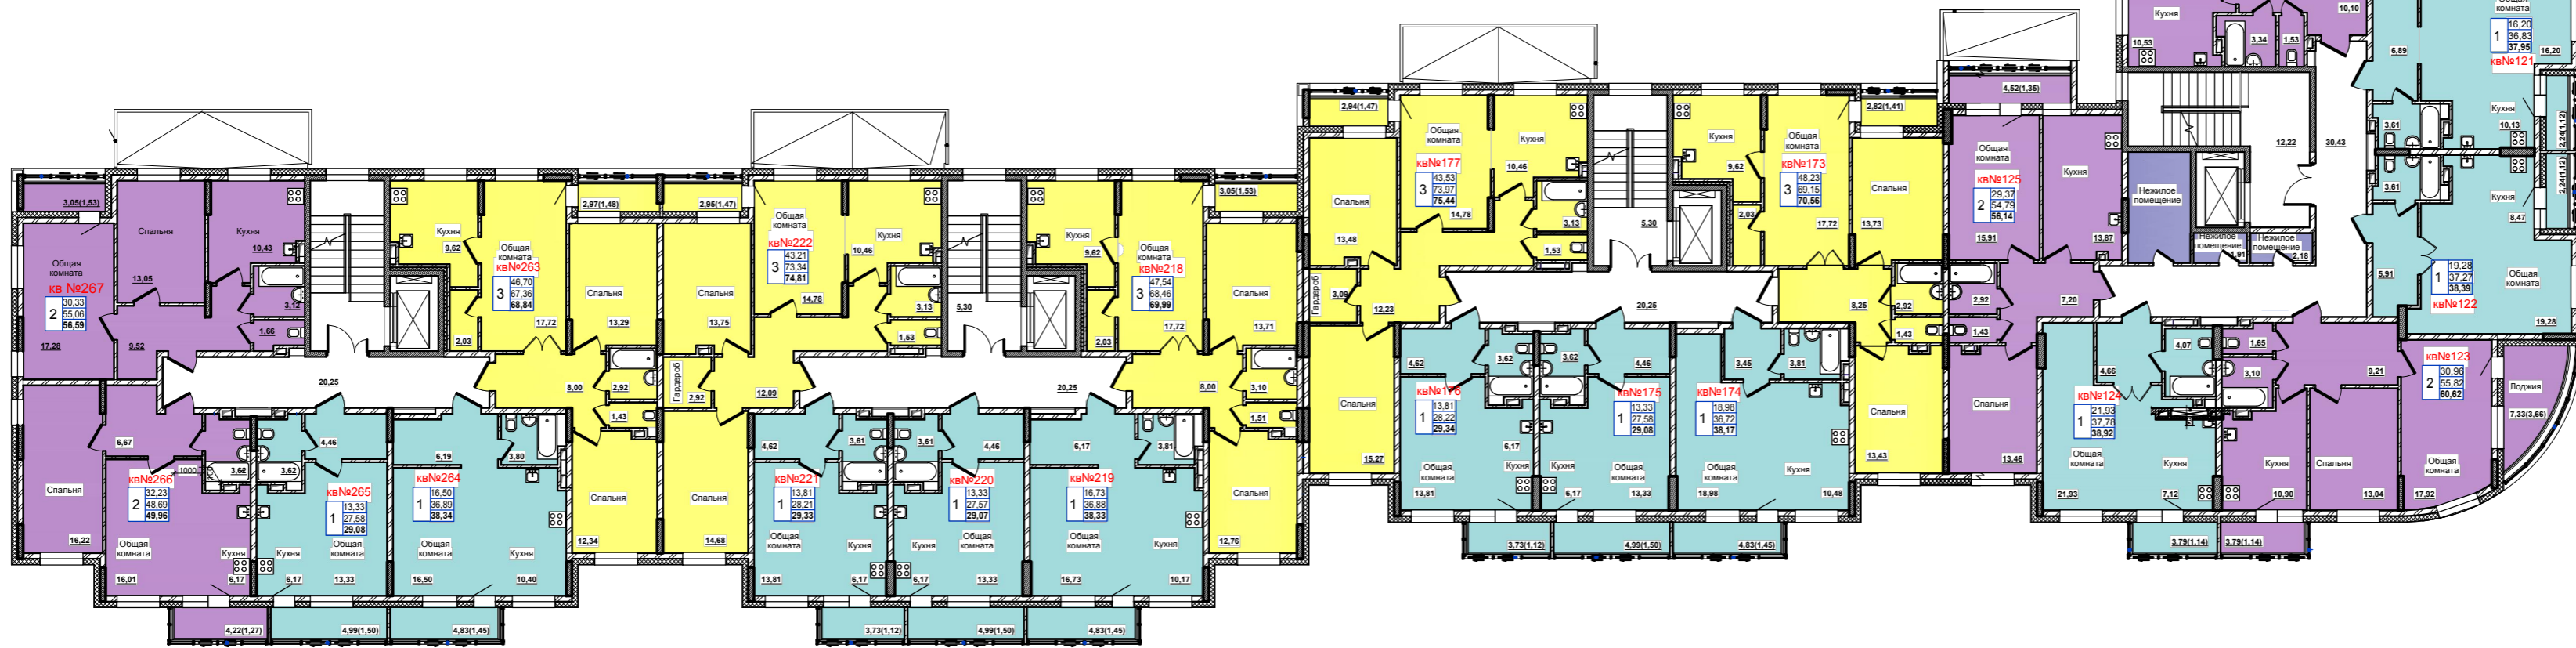 3,05(1,53)
Общая
комната
кв №267
2
30,33
55,06
56,59
17,28
Спальня
13,05
9,52
Кухня
10,43
3,12
1,66
20,25
Спальня
16,22
6,67
кв№266
2
32,23
48,69
49,96
1000
3,62
Общая
комната
16,01
Кухня
6,17
4,22(1,27)
3,62
4,46
кв№265
1
13,33
27,58
29,08
Кухня
6,17
Общая
комната
13,33
4,99(1,50)
6,19
3,80
кв№264
1
16,50
36,89
38,34
Общая
комната
16,50
Кухня
10,40
4,83(1,45)
Кухня
9,62
2,03
Общая
комната
кв№263
3
46,70
67,36
68,84
17,72
2,97(1,48)
Спальня
13,29
8,00
2,92
1,43
Спальня
12,34
2,95(1,47)
Спальня
13,75
Общая
комната
кв№222
3
43,21
73,34
74,81
14,78
Кухня
10,46
3,13
1,53
Гардероб
2,92
12,09
Спальня
14,68
5,30
20,25
4,62
3,61
кв№221
1
13,81
28,21
29,33
Общая
комната
13,81
Кухня
6,17
3,73(1,12)
3,61
4,46
кв№220
1
13,33
27,57
29,07
Кухня
6,17
Общая
комната
13,33
4,99(1,50)
6,17
3,81
кв№219
1
16,73
36,88
38,33
Общая
комната
16,73
Кухня
10,17
4,83(1,45)
Кухня
9,62
2,03
Общая
комната
кв№218
3
47,54
68,46
69,99
17,72
3,05(1,53)
Спальня
13,71
8,00
3,10
1,51
Спальня
12,76
2,94(1,47)
Спальня
13,48
Общая
комната
кв№177
3
43,53
73,97
75,44
14,78
Кухня
10,46
3,13
1,53
Гардероб
3,09
12,23
Спальня
15,27
5,30
20,25
4,62
3,62
кв№176
1
13,81
28,22
29,34
6,17
Общая
комната
13,81
Кухня
3,73(1,12)
3,62
4,46
кв№175
1
13,33
27,58
29,08
Кухня
6,17
Общая
комната
13,33
4,99(1,50)
3,45
3,81
кв№174
1
18,98
36,72
38,17
Общая
комната
18,98
Кухня
10,48
4,83(1,45)
Кухня
9,62
2,03
Общая
комната
кв№173
3
48,23
69,15
70,56
17,72
2,82(1,41)
Спальня
13,73
8,25
2,92
1,43
Спальня
13,43
4,52(1,35)
Общая
комната
кв№125
2
29,37
54,79
56,14
15,91
Кухня
13,87
2,92
7,20
1,43
Спальня
13,46
Кухня
10,53
3,34
1,53
10,10
12,22
30,43
Нежилое
помещение
Нежилое
помещение
1,91
Нежилое
помещение
2,18
4,66
4,07
кв№124
1
21,93
37,78
38,92
Общая
комната
21,93
Кухня
7,12
3,79(1,14)
1,65
3,10
9,21
Кухня
10,90
3,79(1,14)
Спальня
13,04
кв№123
2
30,96
55,82
60,62
Общая
комната
17,92
Лоджия
7,33(3,66)
комната
1
16,20
36,83
37,95
кв№121
16,20
6,89
3,61
Кухня
10,13
2,24(1,12)
3,61
Кухня
8,47
2,24(1,12)
5,91
1
19,28
37,27
38,39
кв№122
Общая
комната
19,28